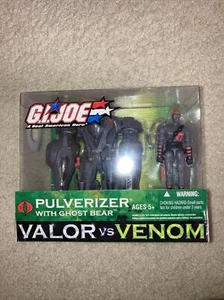 G.I.JOE
A Real American Hero
PULVERIZER
WITH GHOST BEAR
AGES 5+
WARNING:
CHOKING HAZARD-Small parts.
Not for children under 3 years.
VALOR VS VENOM